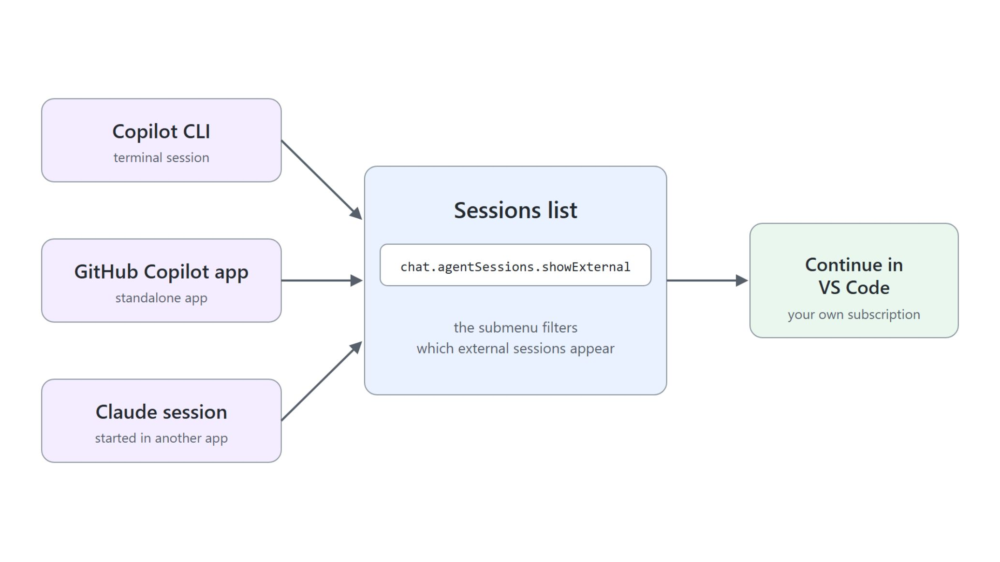 Copilot CLI
terminal session
GitHub Copilot app
standalone app
Claude session
started in another app
Sessions list
chat.agentSessions.showExternal
the submenu filters
which external sessions appear
Continue in
VS Code
your own subscription